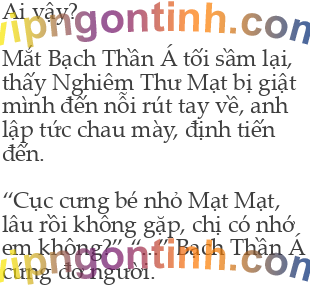 Ai vậy?
vipngontinh.com
Mắt Bạch Thần Á tối sầm lại,
thấy Nghiêm Thư Mạt bị giật
mình đến nỗi rút tay về, anh
lập tức chau mày, định tiến
đến.
“Cục cưng bé nhỏ Mạt Mạt,
lâu rồi không gặp, chị có nhớ
em không?” “...” Bạch Thần Á
cứng đơ người.
vipngontinh.com